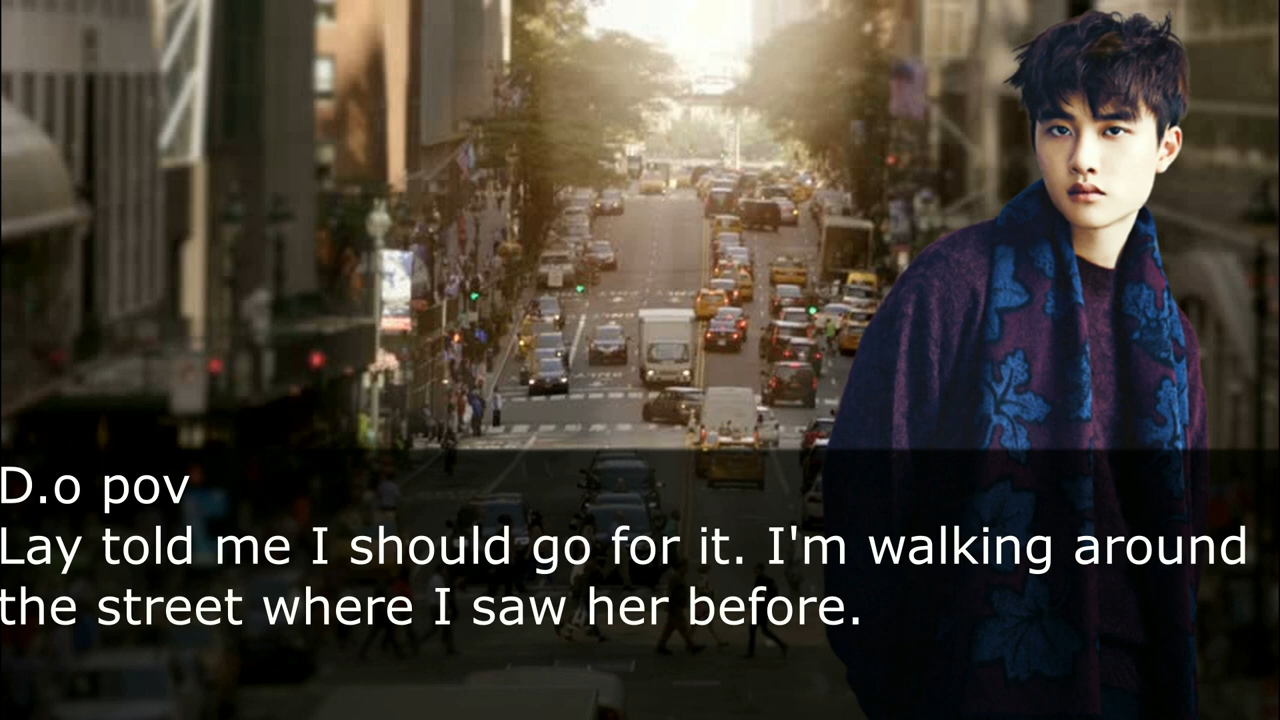 D.o pov
Lay told me I should go for it. I'm walking around
the street where I saw her before.